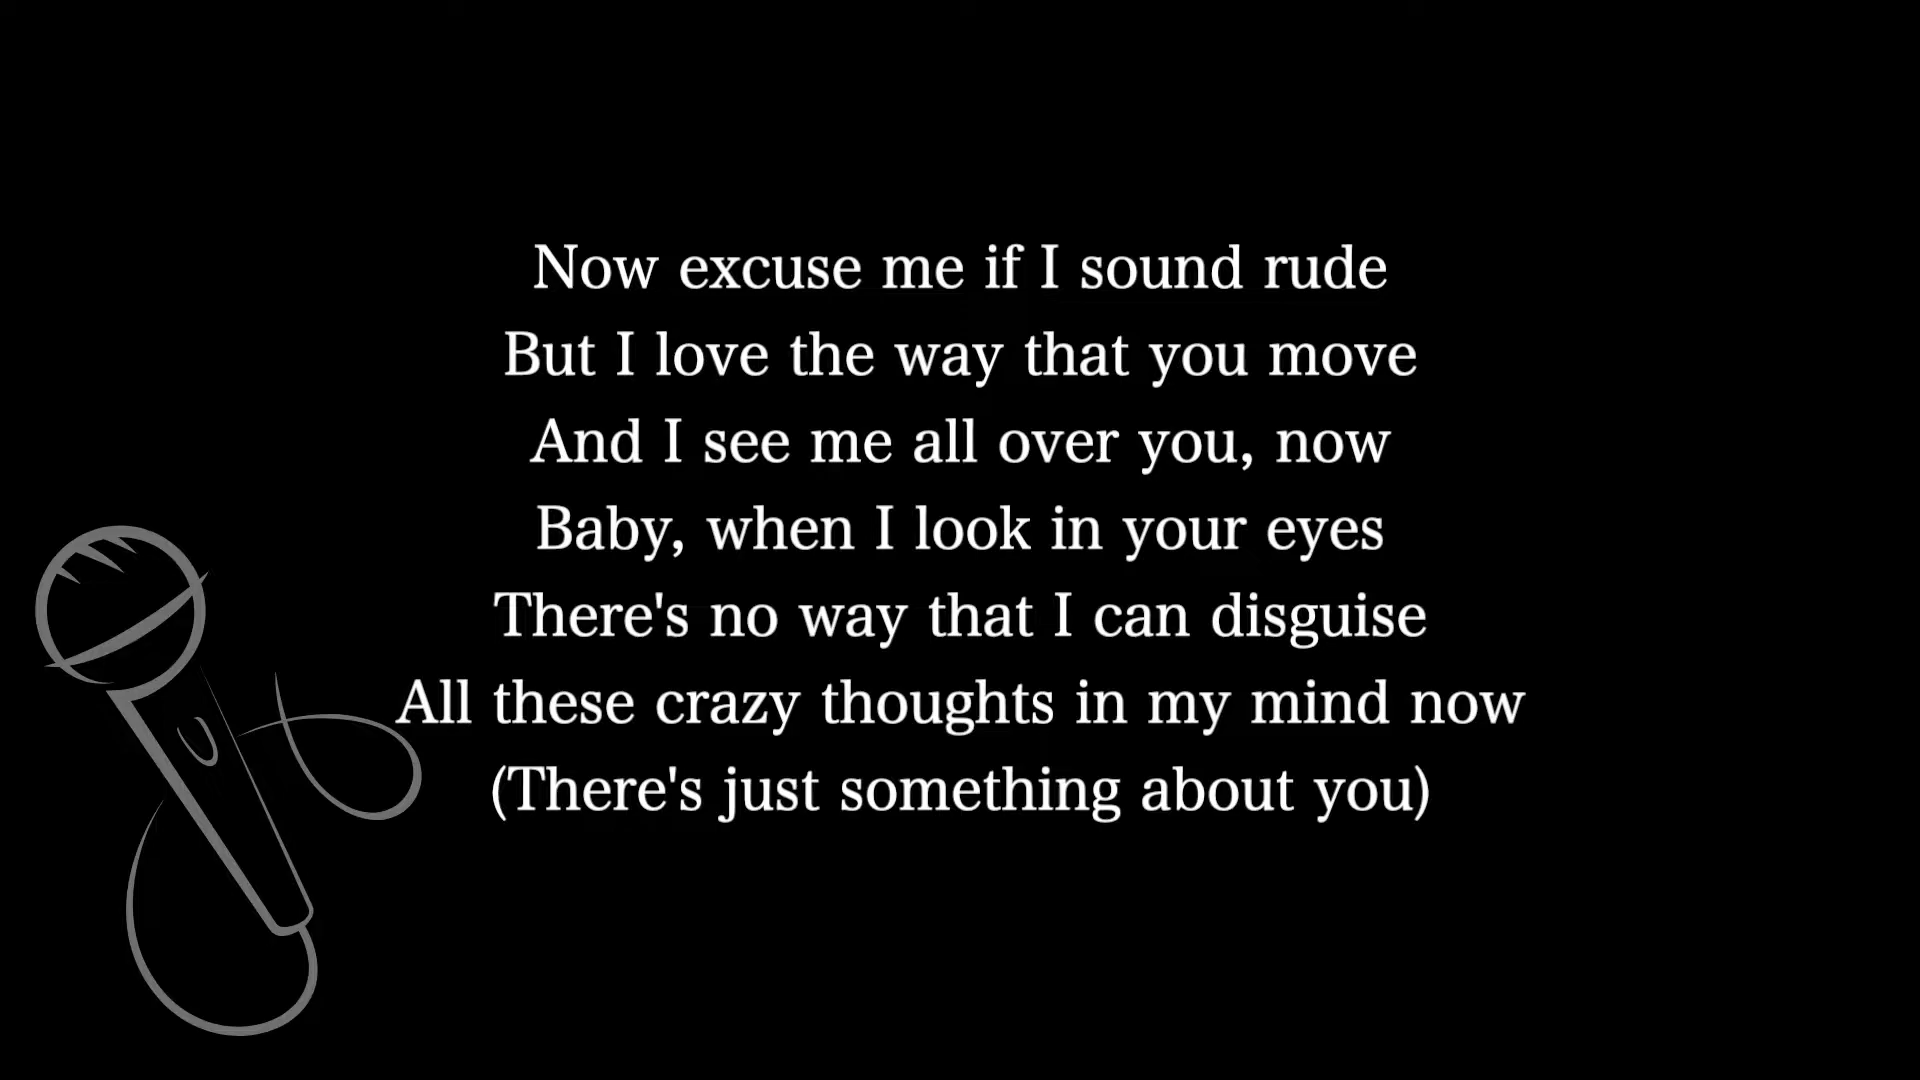 Now excuse me if I sound rude
But I love the way that you move
And I see me all over you, now
Baby, when I look in your eyes
There's no way that I can disguise
All these crazy thoughts in my mind now
(There's just something about you)